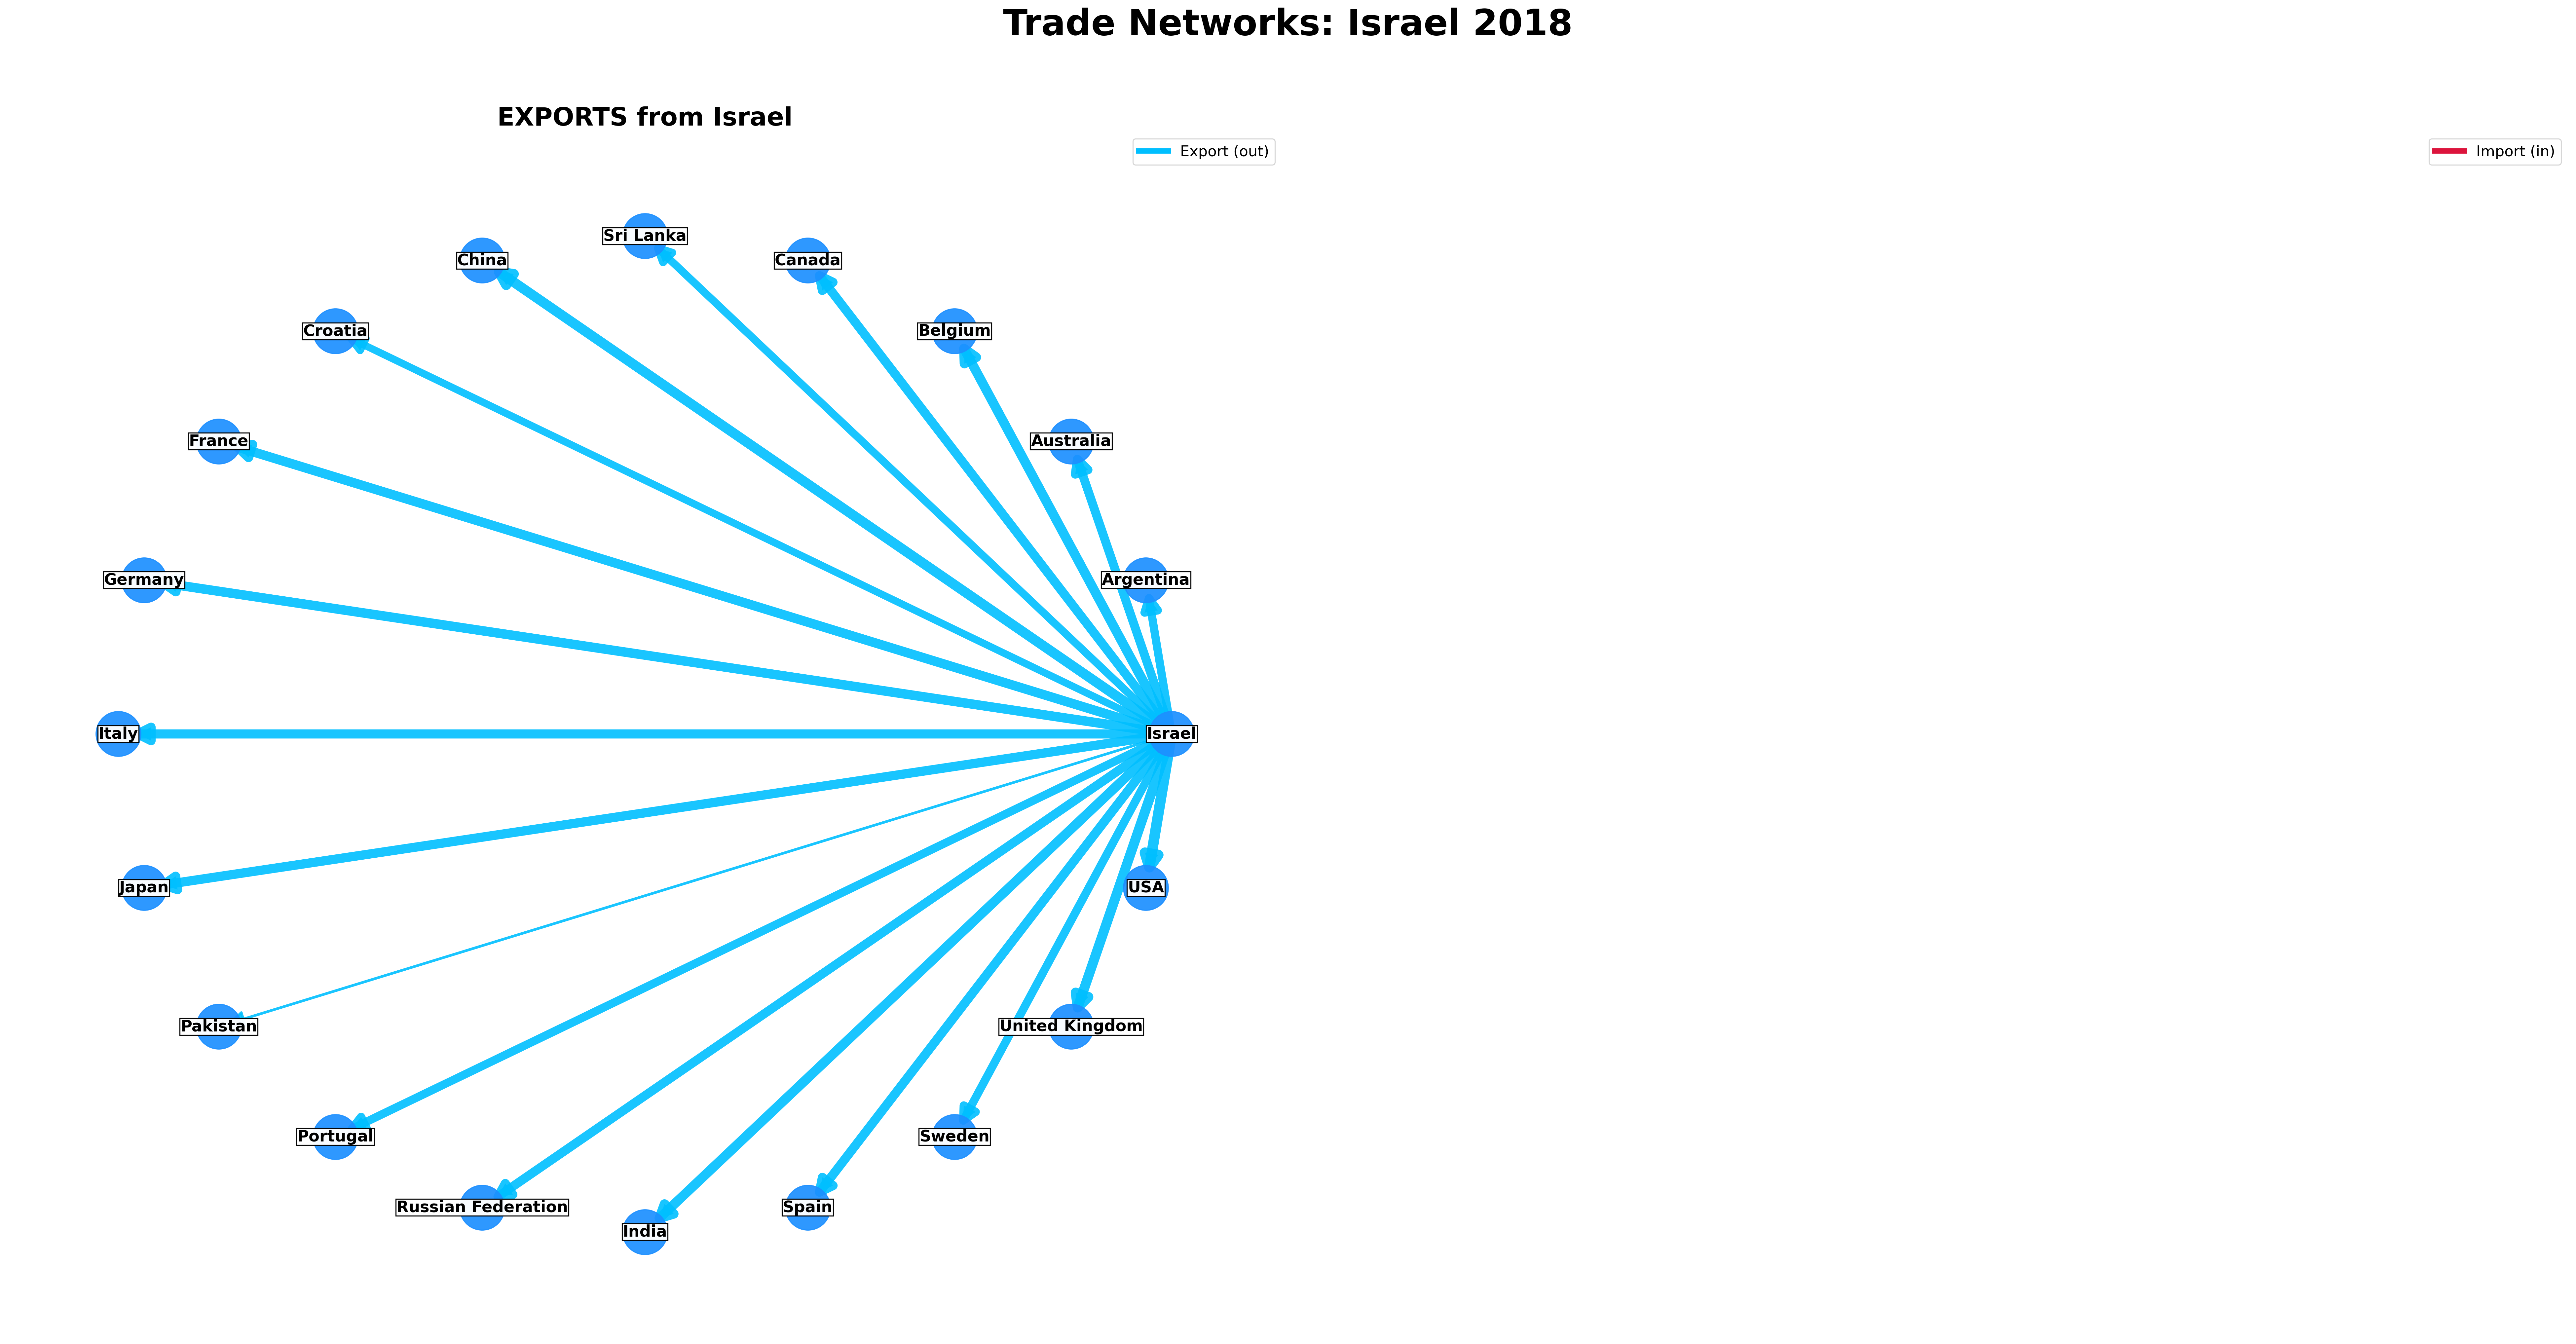 Trade Networks: Israel 2018
EXPORTS from Israel
Export (out)
Import (in)
Sri Lanka
China
Canada
Croatia
Belgium
France
Australia
Germany
Argentina
Italy
Israel
Japan
USA
Pakistan
United Kingdom
Portugal
Sweden
Russian Federation
Spain
India